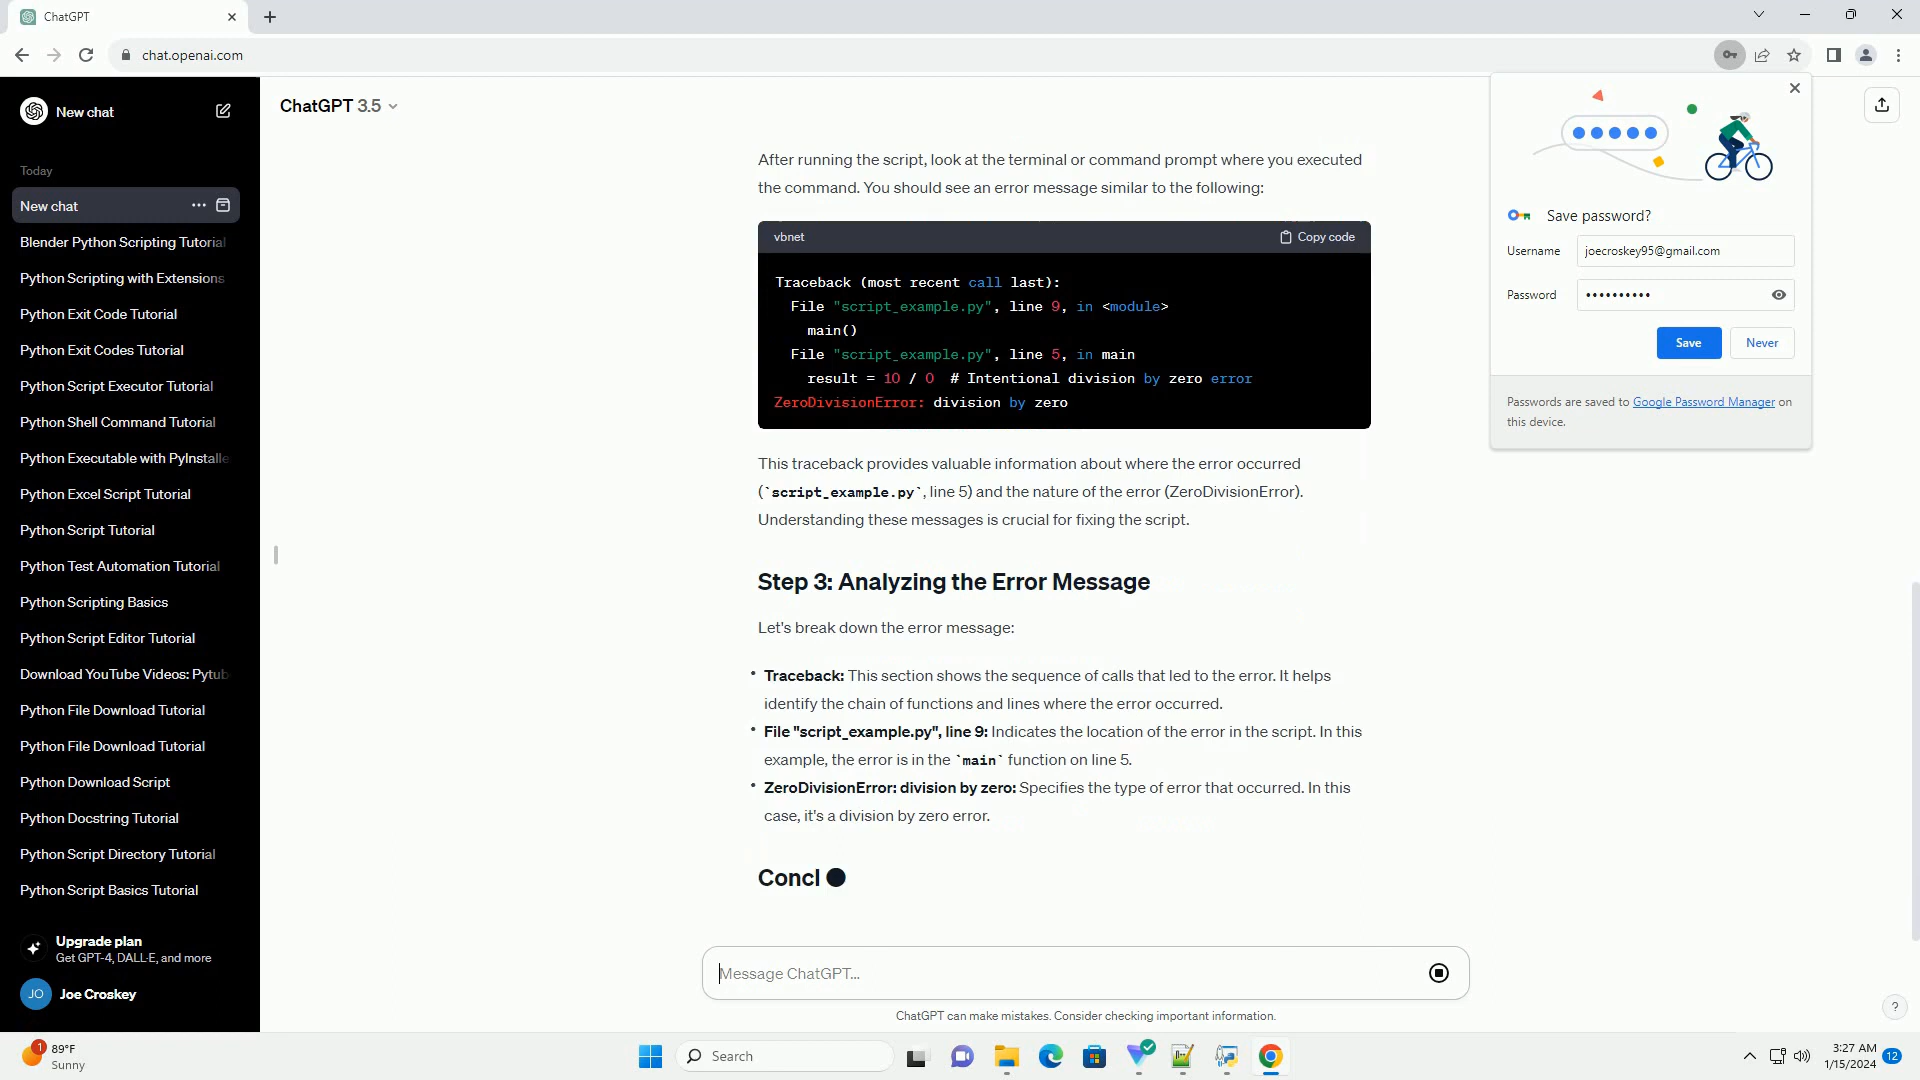 ChatGPT
chat.openai.com
New chat
Today
New chat
Blender Python Scripting Tutorial
Python Scripting with Extensions
Python Exit Code Tutorial
Python Exit Codes Tutorial
Python Script Executor Tutorial
Python Shell Command Tutorial
Python Executable with PyInstalle
Python Excel Script Tutorial
Python Script Tutorial
Python Test Automation Tutorial
Python Scripting Basics
Python Script Editor Tutorial
Download YouTube Videos: Pytub
Python File Download Tutorial
Python File Download Tutorial
Python Download Script
Python Docstring Tutorial
Python Script Directory Tutorial
Python Script Basics Tutorial
Upgrade plan
Get GPT-4, DALL·E, and more
JO Joe Croskey
ChatGPT 3.5
After running the script, look at the terminal or command prompt where you executed
the command. You should see an error message similar to the following:
vbnet Copy code
Traceback (most recent call last):
File "script_example.py", line 9, in <module>
main()
File "script_example.py", line 5, in main
result = 10 / 0  # Intentional division by zero error
ZeroDivisionError: division by zero
This traceback provides valuable information about where the error occurred
(`script_example.py`, line 5) and the nature of the error (ZeroDivisionError).
Understanding these messages is crucial for fixing the script.
Step 3: Analyzing the Error Message
Let's break down the error message:
• Traceback: This section shows the sequence of calls that led to the error. It helps
identify the chain of functions and lines where the error occurred.
• File "script_example.py", line 9: Indicates the location of the error in the script. In this
example, the error is in the `main` function on line 5.
• ZeroDivisionError: division by zero: Specifies the type of error that occurred. In this
case, it's a division by zero error.
Concl
Message ChatGPT...
ChatGPT can make mistakes. Consider checking important information.
?
Save password?
Username joecroskey95@gmail.com
Password ••••••••••
Save Never
Passwords are saved to Google Password Manager on
this device.
1
89°F
Sunny
Search
3:27 AM
1/15/2024
12